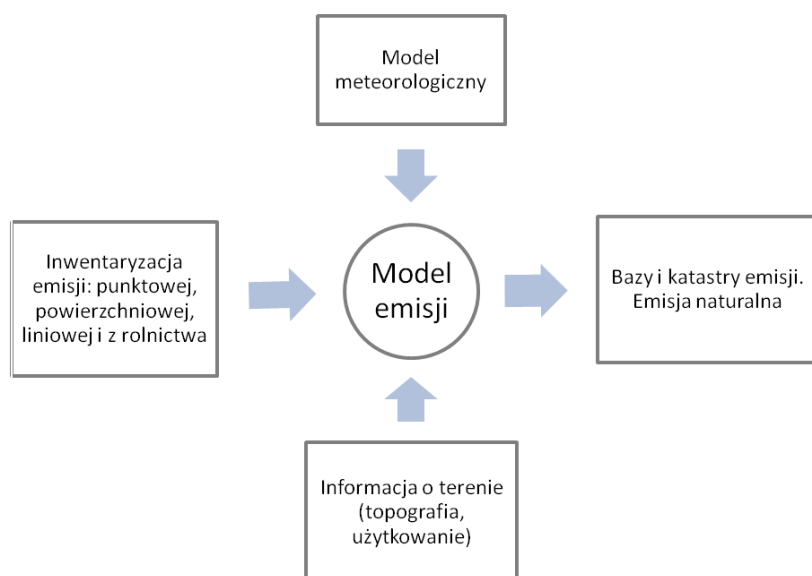 Model
meteorologiczny
Inwentaryzacja
emisji: punktowej,
powierzchniowej,
liniowej i z rolnictwa
Model
emisji
Bazy i katastry emisji.
Emisja naturalna
Informacja o terenie
(topografia,
użytkowanie)